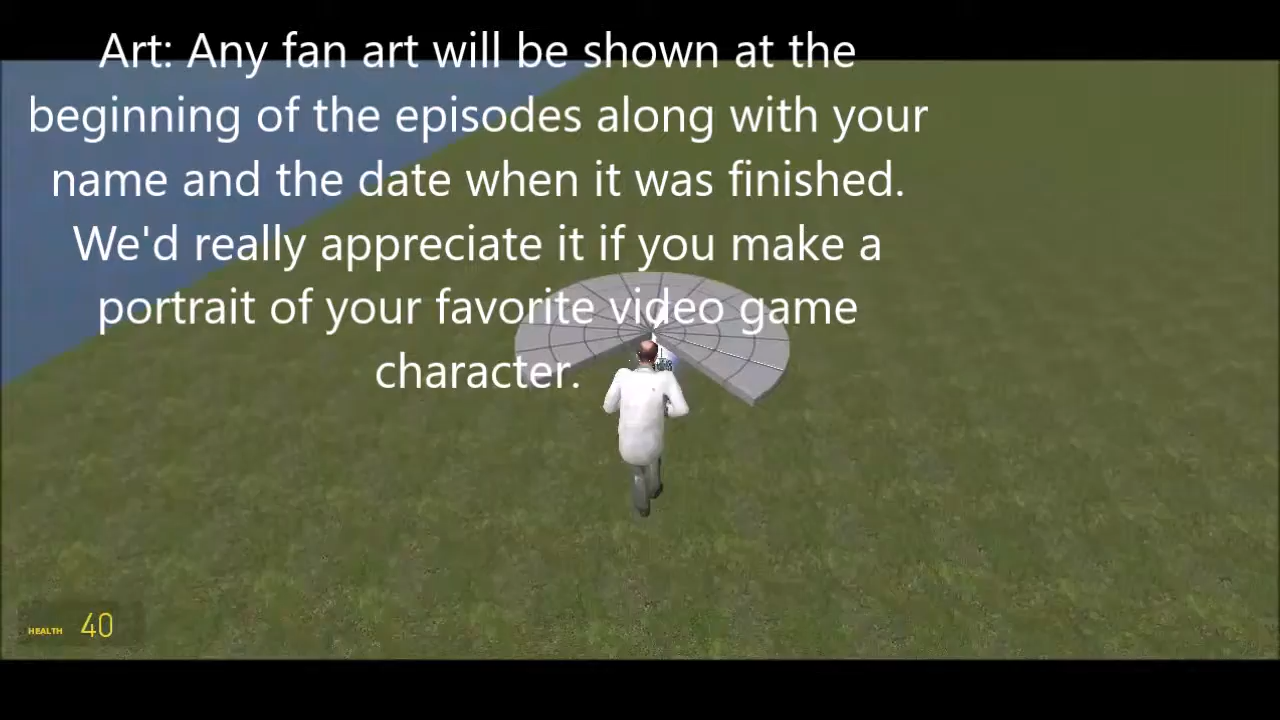 Art: Any fan art will be shown at the
beginning of the episodes along with your
name and the date when it was finished.
We'd really appreciate it if you make a
portrait of your favorite video game
character.
HEALTH 40